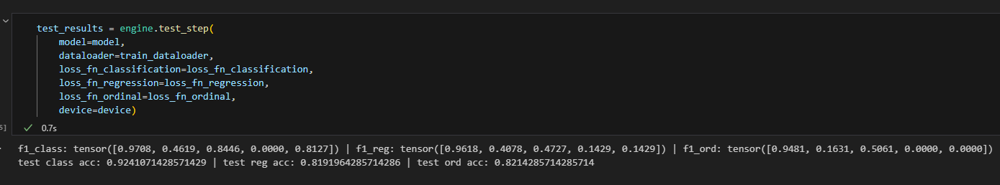 test_results = engine.test_step(
model=model,
dataloader=train_dataloader,
loss_fn_classification=loss_fn_classification,
loss_fn_regression=loss_fn_regression,
loss_fn_ordinal=loss_fn_ordinal,
device=device)
0.7s
f1_class: tensor([0.9708, 0.4619, 0.8446, 0.0000, 0.8127]) | f1_reg: tensor([0.9618, 0.4078, 0.4727, 0.1429, 0.1429]) | f1_ord: tensor([0.9481, 0.1631, 0.5061, 0.0000, 0.0000])
test class acc: 0.9241071428571429 | test reg acc: 0.8191964285714286 | test ord acc: 0.8214285714285714